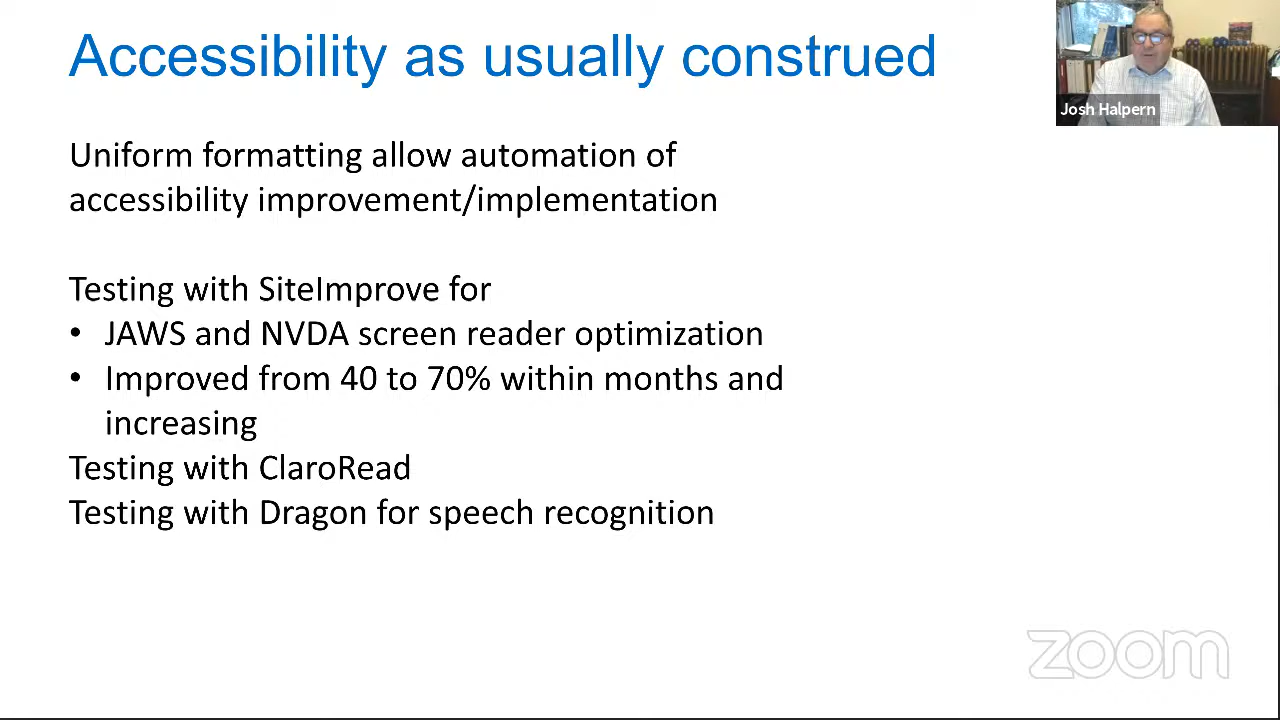 Accessibility as usually construed
Josh Halpern
Uniform formatting allow automation of
accessibility improvement/implementation
Testing with SiteImprove for
• JAWS and NVDA screen reader optimization
• Improved from 40 to 70% within months and
increasing
Testing with ClaroRead
Testing with Dragon for speech recognition
zoom